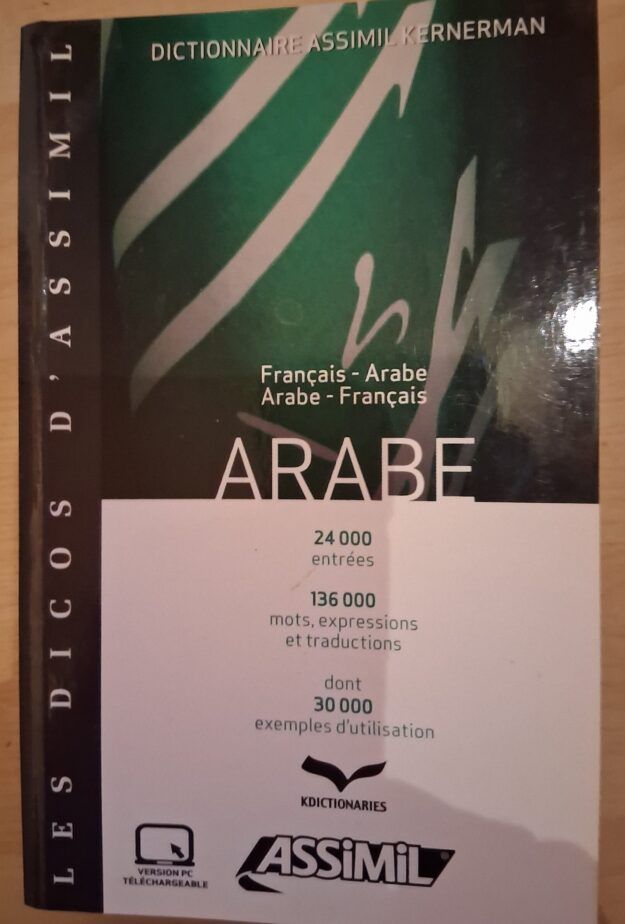 LES DICOS D'ASSIMIL
DICTIONNAIRE ASSIMIL KERNERMAN
Français - Arabe
Arabe - Français
ARABE
24 000
entrées
136 000
mots, expressions
et traductions
dont
30 000
exemples d'utilisation
KDICTIONARIES
VERSION PC
TÉLÉCHARGEABLE
ASSiMiL